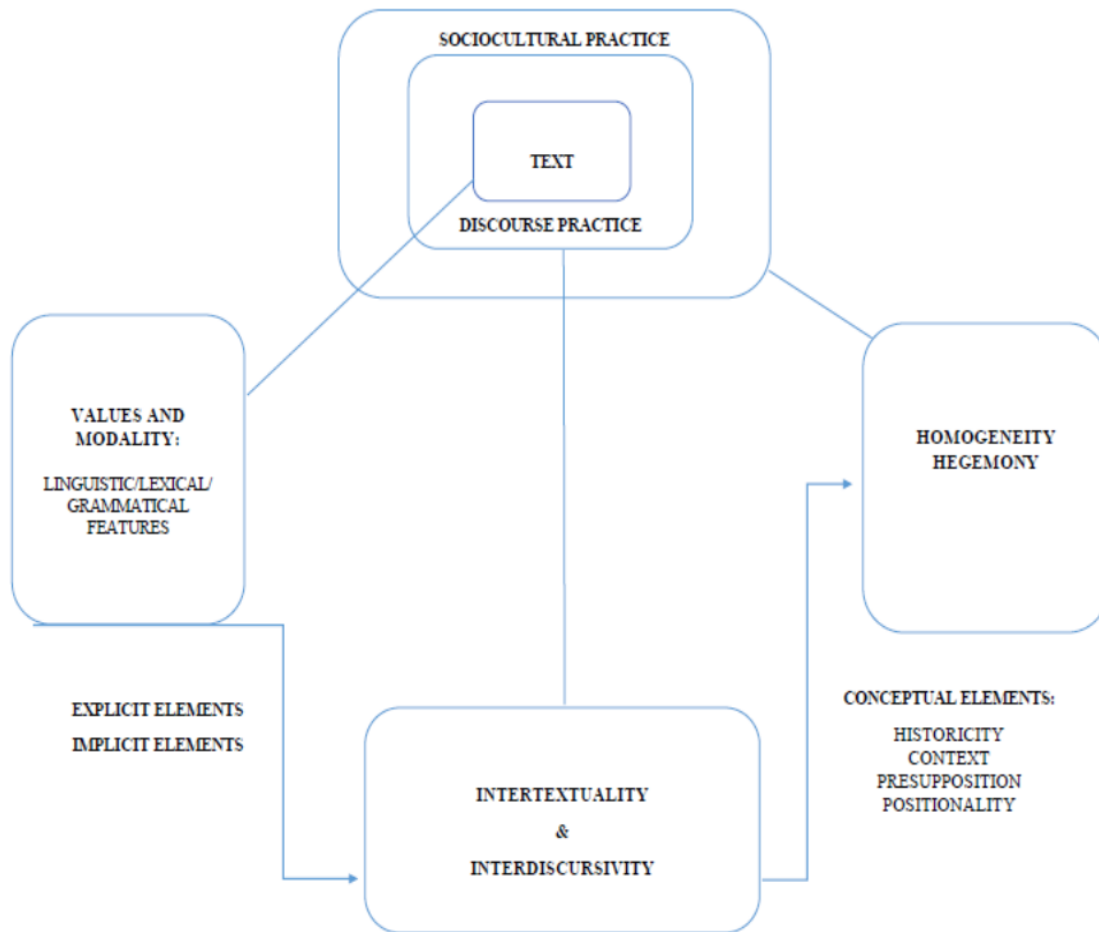 SOCIOCULTURAL PRACTICE
TEXT
DISCOURSE PRACTICE
VALUES AND
MODALITY:
LINGUISTIC/LEXICAL/
GRAMMATICAL
FEATURES
HOMOGENEITY
HEGEMONY
EXPLICIT ELEMENTS
IMPLICIT ELEMENTS
INTERTEXTUALITY
&
INTERDISCURSIVITY
CONCEPTUAL ELEMENTS:
HISTORICITY
CONTEXT
PRESUPPOSITION
POSITIONALITY